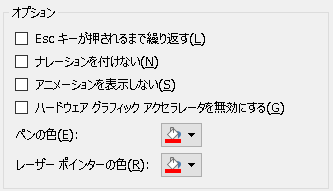 オプション
Esc キーが押されるまで繰り返す(L)
ナレーションを付けない(N)
アニメーションを表示しない(S)
ハードウェア グラフィック アクセラレータを無効にする(G)
ペンの色(E):
レーザー ポインターの色(R):